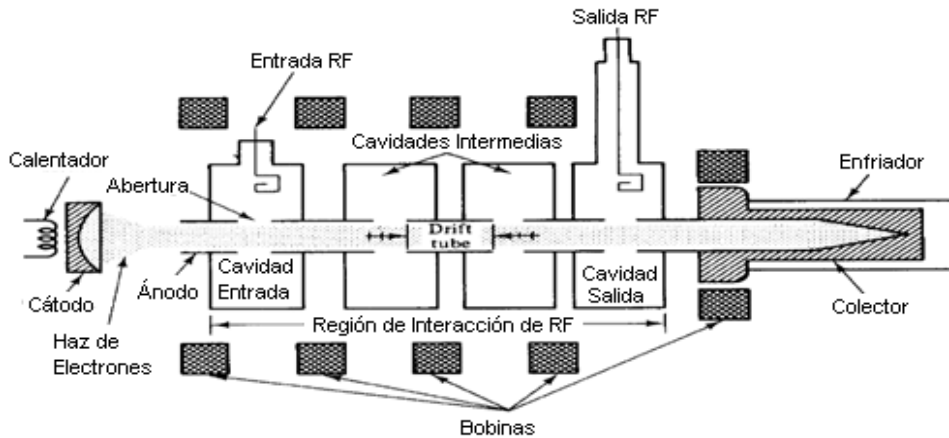 Salida RF
Entrada RF
Cavidades Intermedias
Calentador
Enfriador
Abertura
Drift
tube
Ánodo
Cavidad
Entrada
Cavidad
Salida
Cátodo
Colector
Región de Interacción de RF
Haz de
Electrones
Bobinas